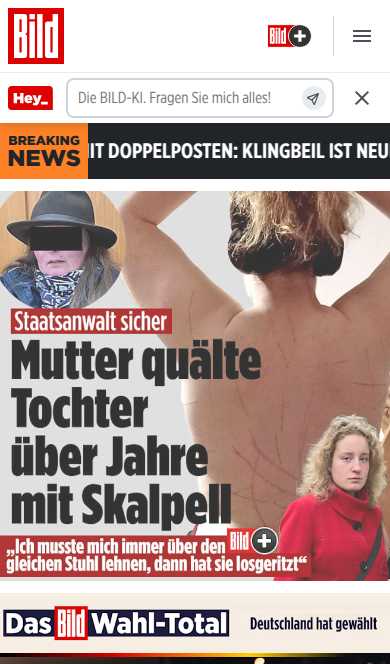 Bild
Bild
Hey_
Die BILD-KI. Fragen Sie mich alles!
BREAKING
NEWS
IT DOPPELPOSTEN: KLINGBEIL IST NEU
Staatsanwalt sicher
Mutter quälte
Tochter
über Jahre
mit Skalpell
Bild
„Ich musste mich immer über den
gleichen Stuhl lehnen, dann hat sie losgeritzt“
Das Bild Wahl-Total
Deutschland hat gewählt